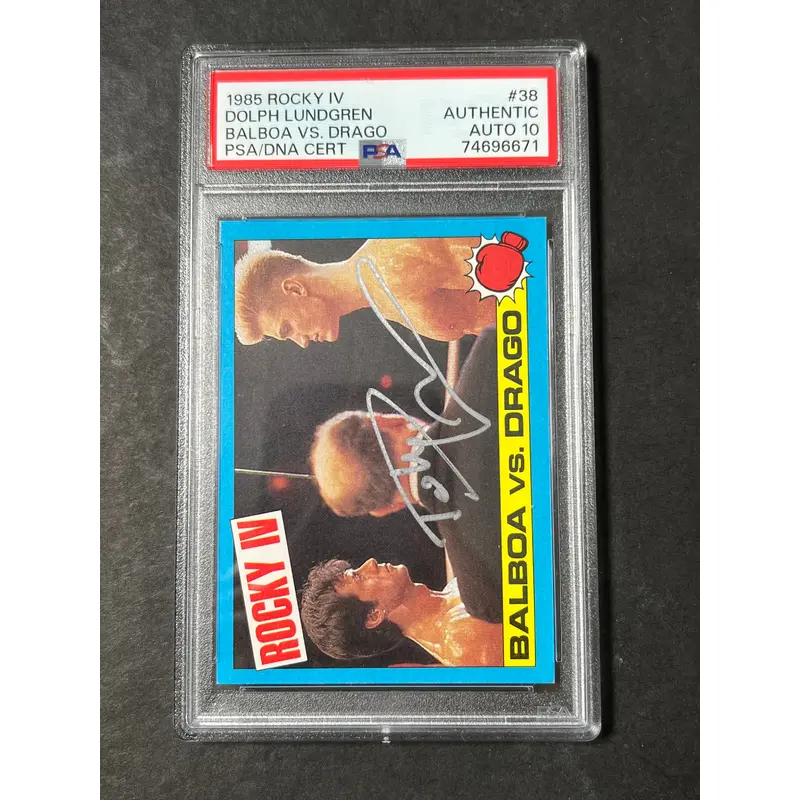 1985 ROCKY IV #38
DOLPH LUNDGREN AUTHENTIC
BALBOA VS. DRAGO AUTO 10
PSA/DNA CERT PSA 74696671
ROCKY IV
BALBOA VS. DRAGO